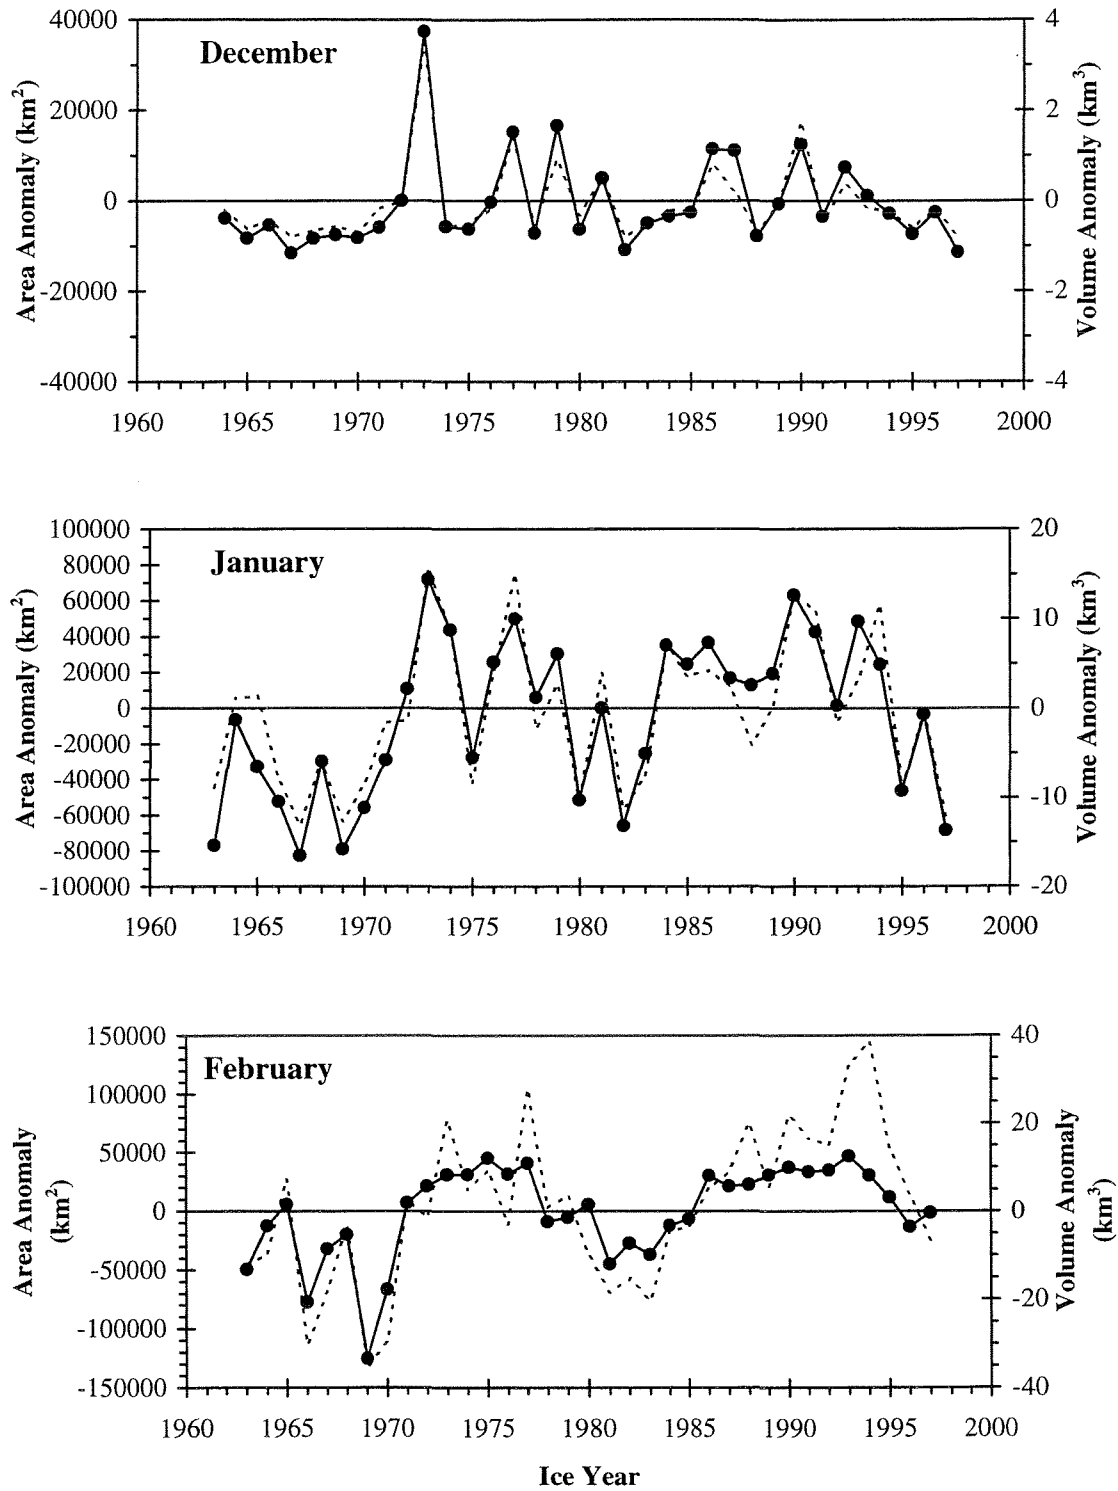 December
Area Anomaly (km2)
40000
20000
0
-20000
-40000
4
2
0
-2
-4
Volume Anomaly (km3)
1960 1965 1970 1975 1980 1985 1990 1995 2000
January
Area Anomaly (km2)
100000
80000
60000
40000
20000
0
-20000
-40000
-60000
-80000
-100000
20
10
0
-10
-20
Volume Anomaly (km3)
1960 1965 1970 1975 1980 1985 1990 1995 2000
February
Area Anomaly
(km2)
150000
100000
50000
0
-50000
-100000
-150000
40
20
0
-20
-40
Volume Anomaly
(km3)
1960 1965 1970 1975 1980 1985 1990 1995 2000
Ice Year